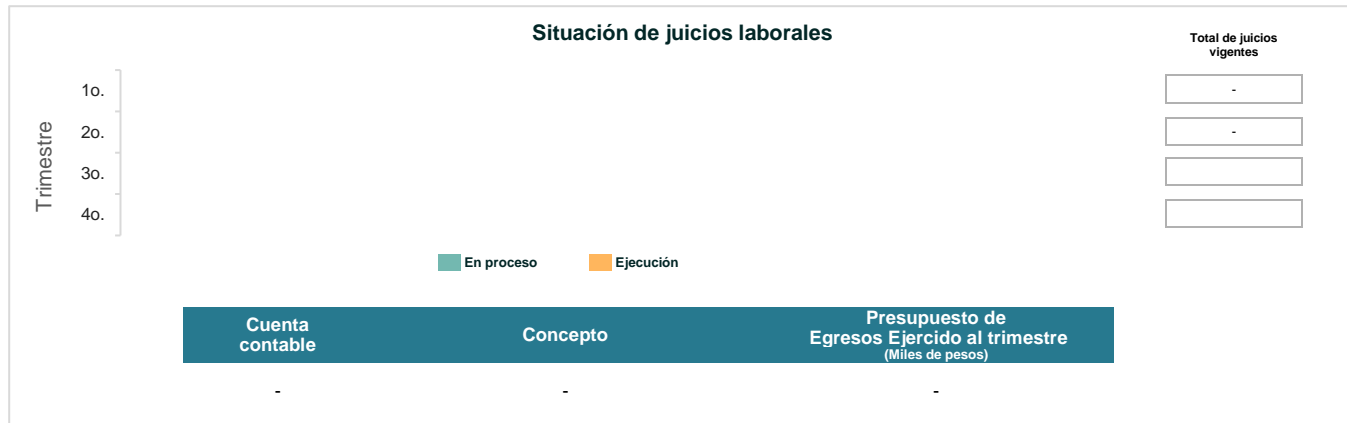 Situación de juicios laborales
Total de juicios
vigentes
Trimestre
1o.
-
2o.
-
3o.
4o.
En proceso
Ejecución
Cuenta
contable
Concepto
Presupuesto de
Egresos Ejercido al trimestre
(Miles de pesos)
-
-
-